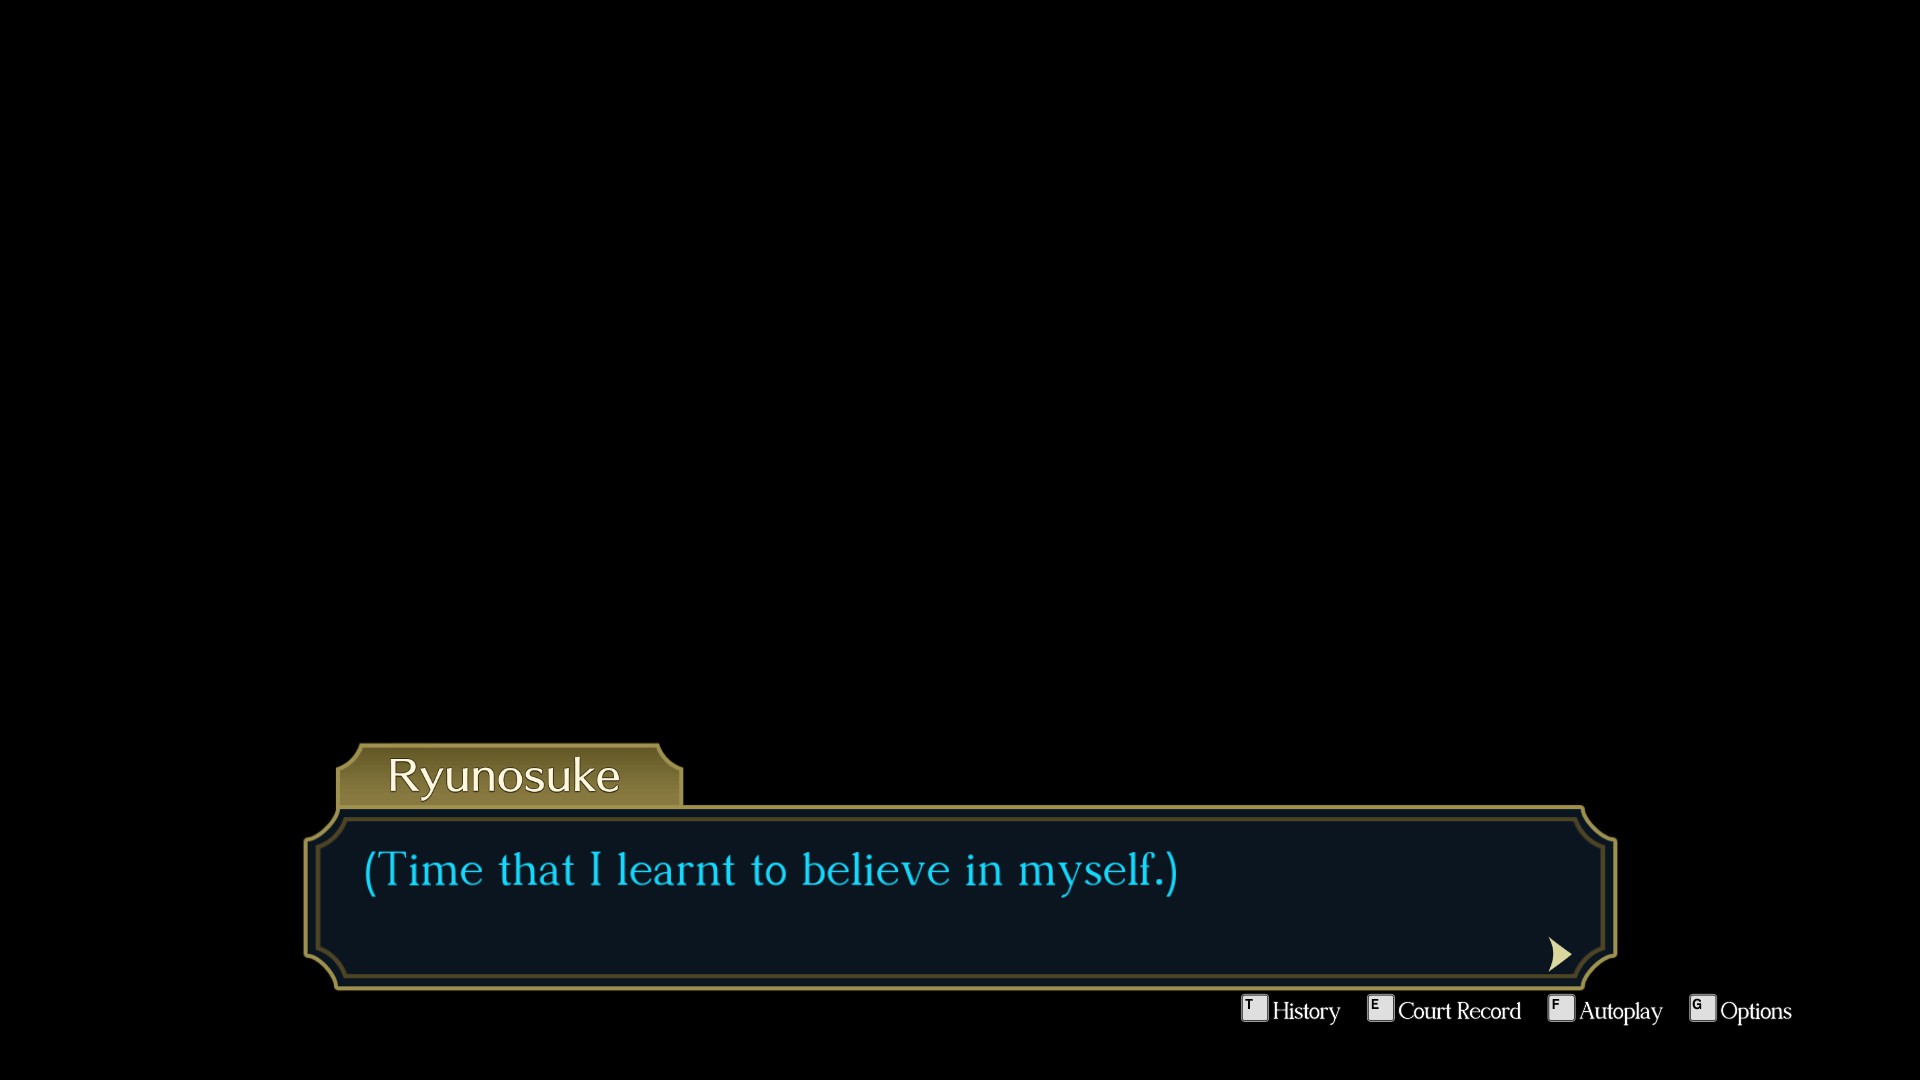 Ryunosuke
(Time that I learnt to believe in myself.)
T History E Court Record F Autoplay G Options